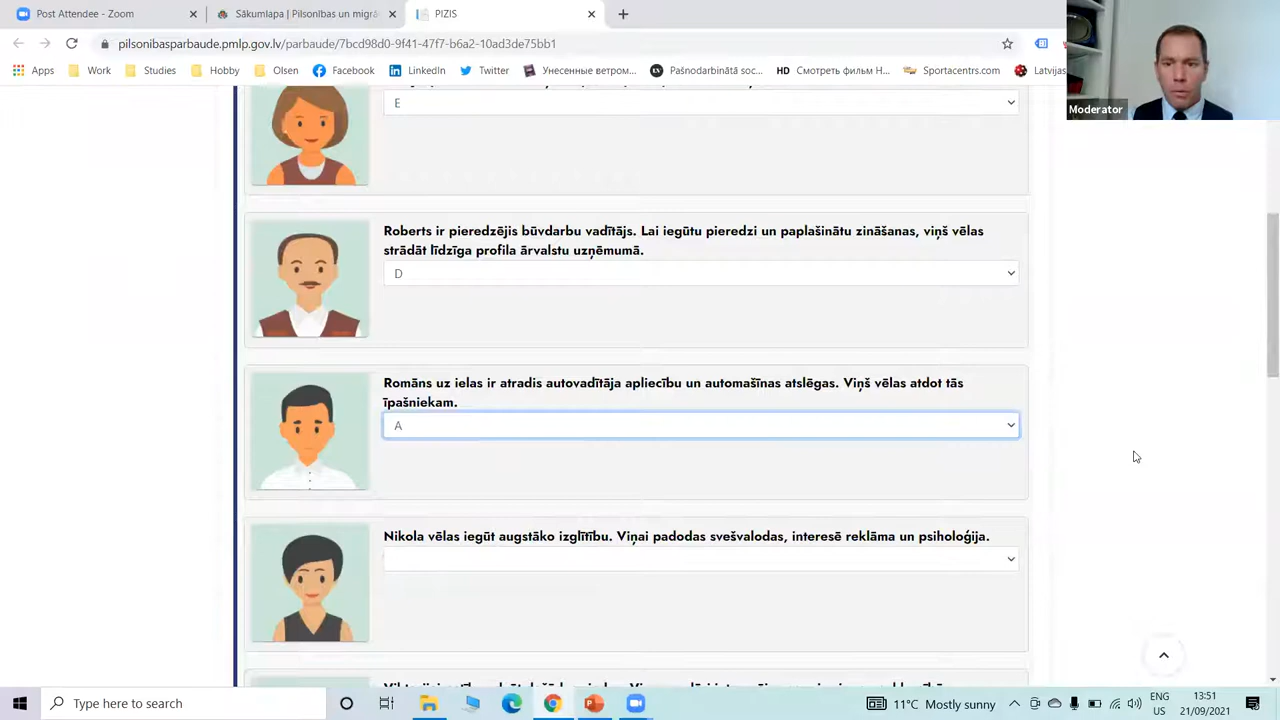 Post Attendee - Zoom
Sākumlapa | Pilsonības un migrā
PIZIS
pilsonibasparbaude.pmlp.gov.lv/parbaude/7bcd98d0-9f41-47f7-b6a2-10ad3de75bb1
Apps
Work
Studies
Hobby
Olsen
Facebook
LinkedIn
Twitter
Унесенные ветром...
Pašnodarbinātā soc...
HD Смотреть фильм Н...
Sportacentrs.com
Latvijas
Moderator
E
Roberts ir pieredzējis būvdarbu vadītājs. Lai iegūtu pieredzi un paplašinātu zināšanas, viņš vēlas
strādāt līdzīga profila ārvalstu uzņēmumā.
D
Romāns uz ielas ir atradis autovadītāja apliecību un automašīnas atslēgas. Viņš vēlas atdot tās
īpašniekam.
A
Nikola vēlas iegūt augstāko izglītību. Viņai padodas svešvalodas, interesē reklāma un psiholoģija.
Type here to search
11°C Mostly sunny
ENG
US
13:51
21/09/2021